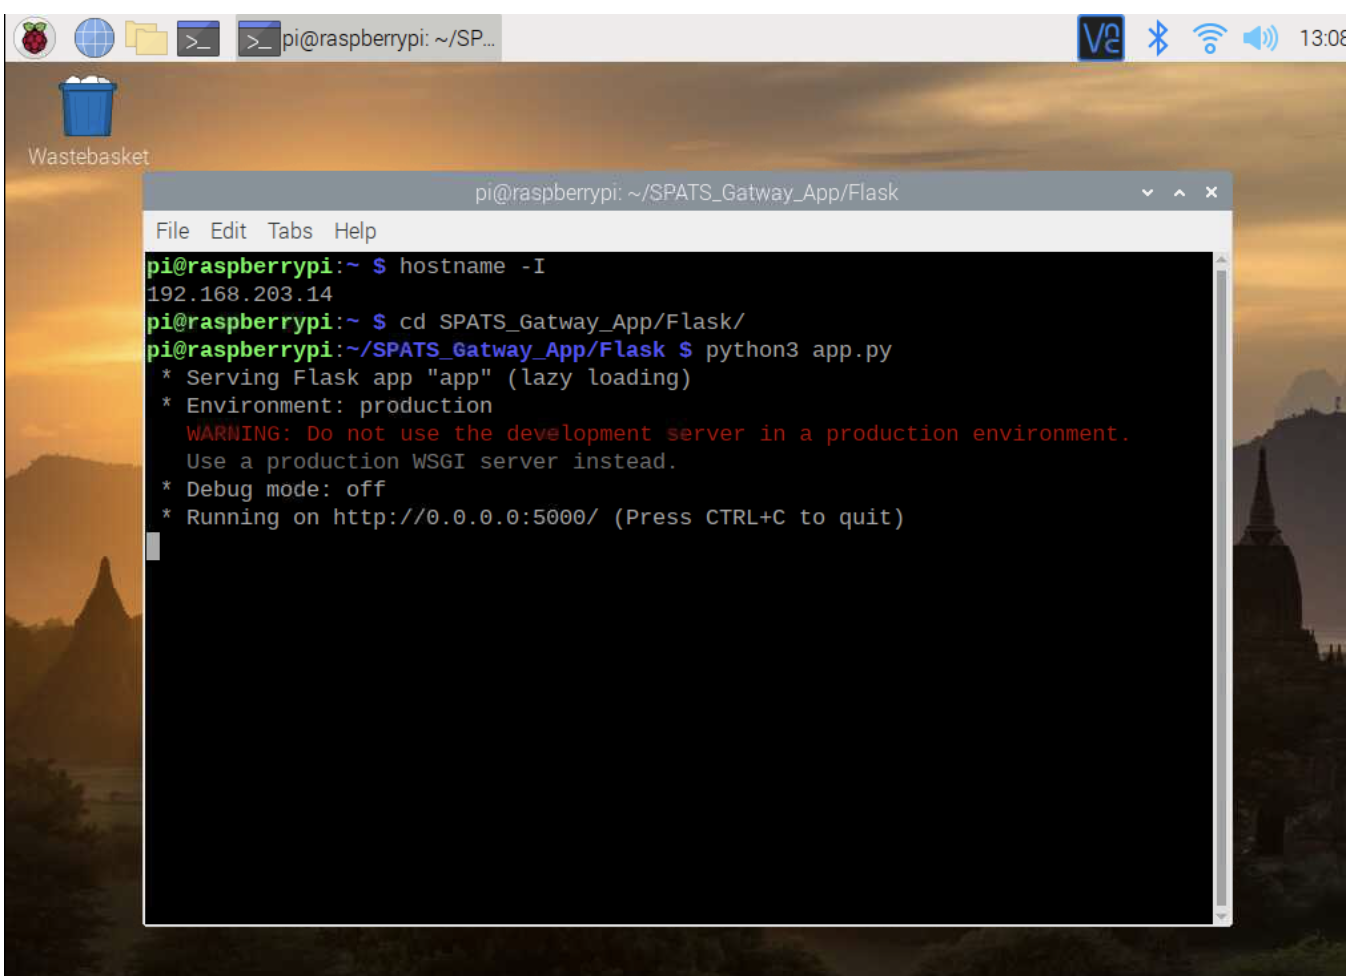 >_
>_ pi@raspberrypi: ~/SP...
13:08
Wastebasket
pi@raspberrypi: ~/SPATS_Gatway_App/Flask
File Edit Tabs Help
pi@raspberrypi:~ $ hostname -I
192.168.203.14
pi@raspberrypi:~ $ cd SPATS_Gatway_App/Flask/
pi@raspberrypi:~/SPATS_Gatway_App/Flask $ python3 app.py
* Serving Flask app "app" (lazy loading)
* Environment: production
WARNING: Do not use the development server in a production environment.
Use a production WSGI server instead.
* Debug mode: off
* Running on http://0.0.0.0:5000/ (Press CTRL+C to quit)